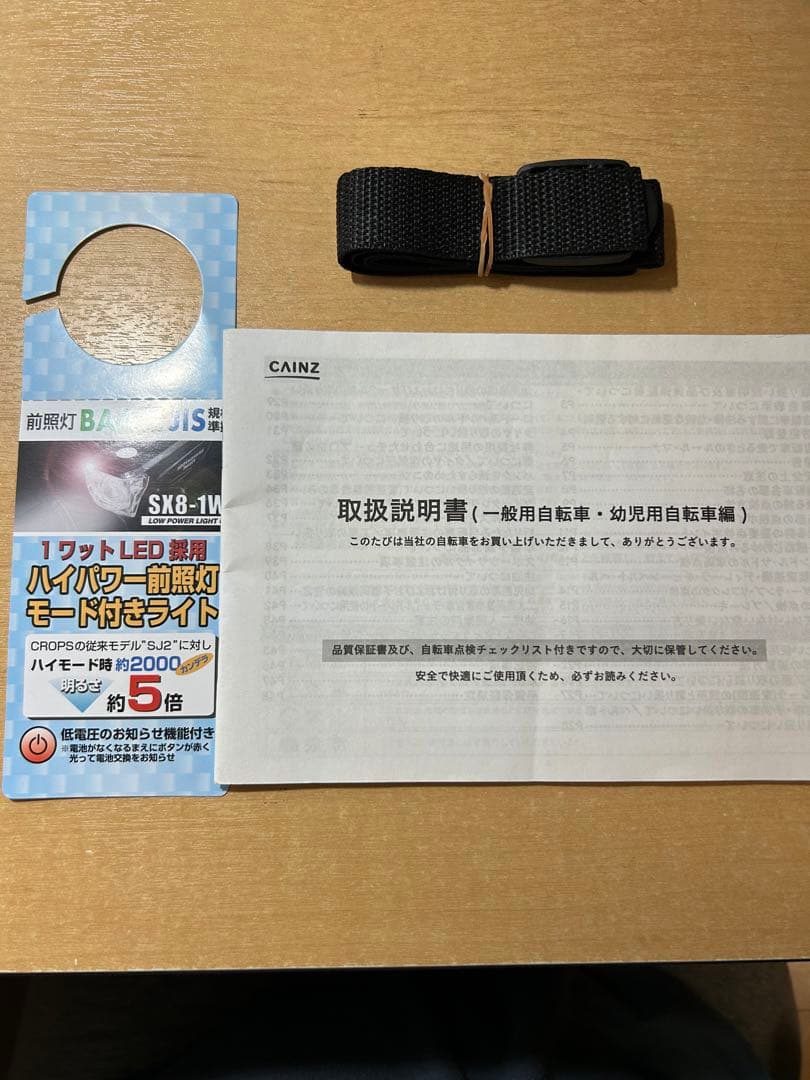 前照灯 BA JIS 規格
準拠
SX8-1W
LOW POWER LIGHT
1ワットLED採用
ハイパワー前照灯
モード付きライト
CROPSの従来モデル"SJ2"に対し
ハイモード時 約2000
カンデラ
明るさ
約5倍
低電圧のお知らせ機能付き
※電池がなくなるまえにボタンが赤く
光って電池交換をお知らせ
CAINZ
取扱説明書(一般用自転車・幼児用自転車編)
このたびは当社の自転車をお買い上げいただきまして、ありがとうございます。
品質保証書及び、自転車点検チェックリスト付きですので、大切に保管してください。
安全で快適にご使用頂くため、必ずお読みください。